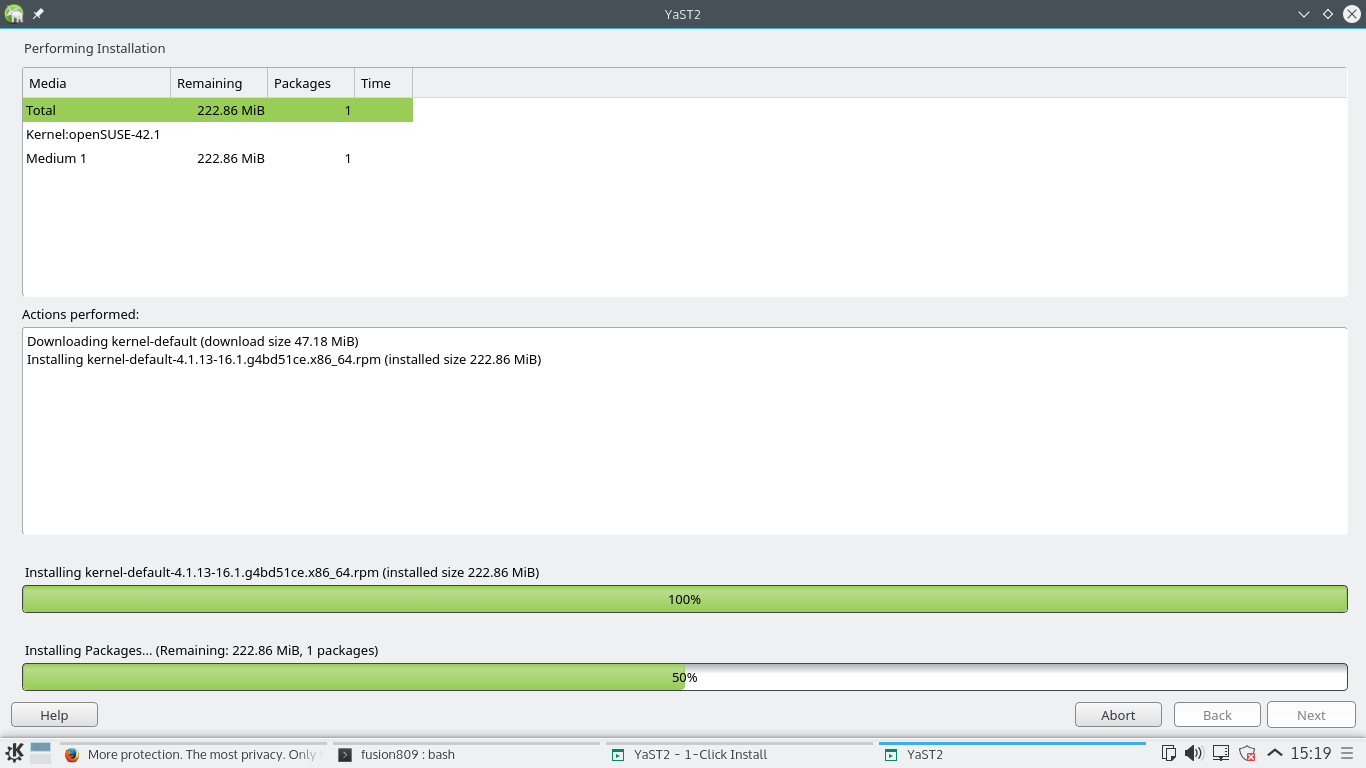 YaST2
Performing Installation
Media Remaining Packages Time
Total 222.86 MiB 1
Kernel:openSUSE-42.1
Medium 1 222.86 MiB 1
Actions performed:
Downloading kernel-default (download size 47.18 MiB)
Installing kernel-default-4.1.13-16.1.g4bd51ce.x86_64.rpm (installed size 222.86 MiB)
Installing kernel-default-4.1.13-16.1.g4bd51ce.x86_64.rpm (installed size 222.86 MiB)
100%
Installing Packages... (Remaining: 222.86 MiB, 1 packages)
50%
Help Abort Back Next
More protection. The most privacy. Only fusion809 : bash YaST2 - 1-Click Install YaST2 15:19